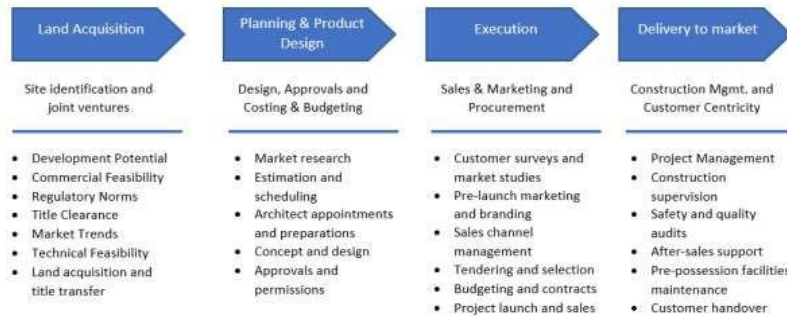 Land Acquisition
Planning & Product
Design
Execution
Delivery to market
Site identification and
joint ventures
Design, Approvals and
Costing & Budgeting
Sales & Marketing and
Procurement
Construction Mgmt. and
Customer Centricity
• Development Potential
• Commercial Feasibility
• Regulatory Norms
• Title Clearance
• Market Trends
• Technical Feasibility
• Land acquisition and
title transfer
• Market research
• Estimation and
scheduling
• Architect appointments
and preparations
• Concept and design
• Approvals and
permissions
• Customer surveys and
market studies
• Pre-launch marketing
and branding
• Sales channel
management
• Tendering and selection
• Budgeting and contracts
• Project launch and sales
• Project Management
• Construction
supervision
• Safety and quality
audits
• After-sales support
• Pre-possession facilities
maintenance
• Customer handover